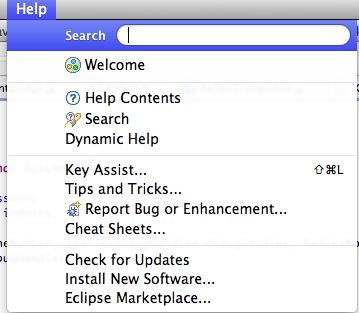 Help
Search
Welcome
Help Contents
Search
Dynamic Help
Key Assist... ⇧⌘L
Tips and Tricks...
Report Bug or Enhancement...
Cheat Sheets...
Check for Updates
Install New Software...
Eclipse Marketplace...